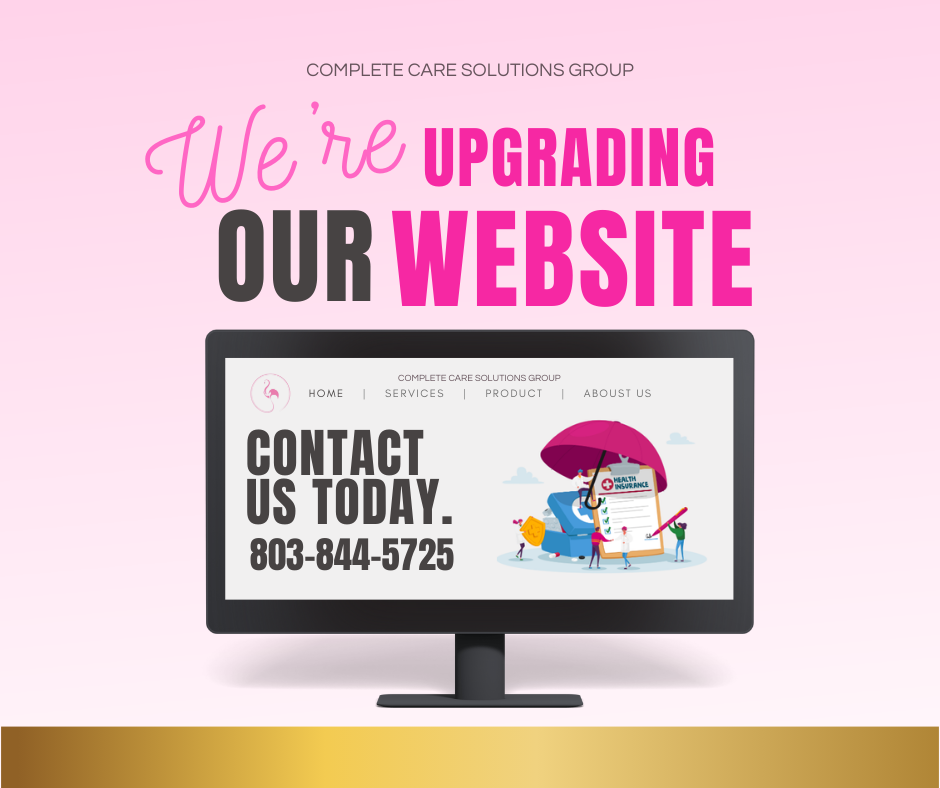 COMPLETE CARE SOLUTIONS GROUP
We're UPGRADING
OUR WEBSITE
COMPLETE CARE SOLUTIONS GROUP
HOME | SERVICES | PRODUCT | ABOUST US
CONTACT
US TODAY.
803-844-5725
HEALTH
INSURANCE